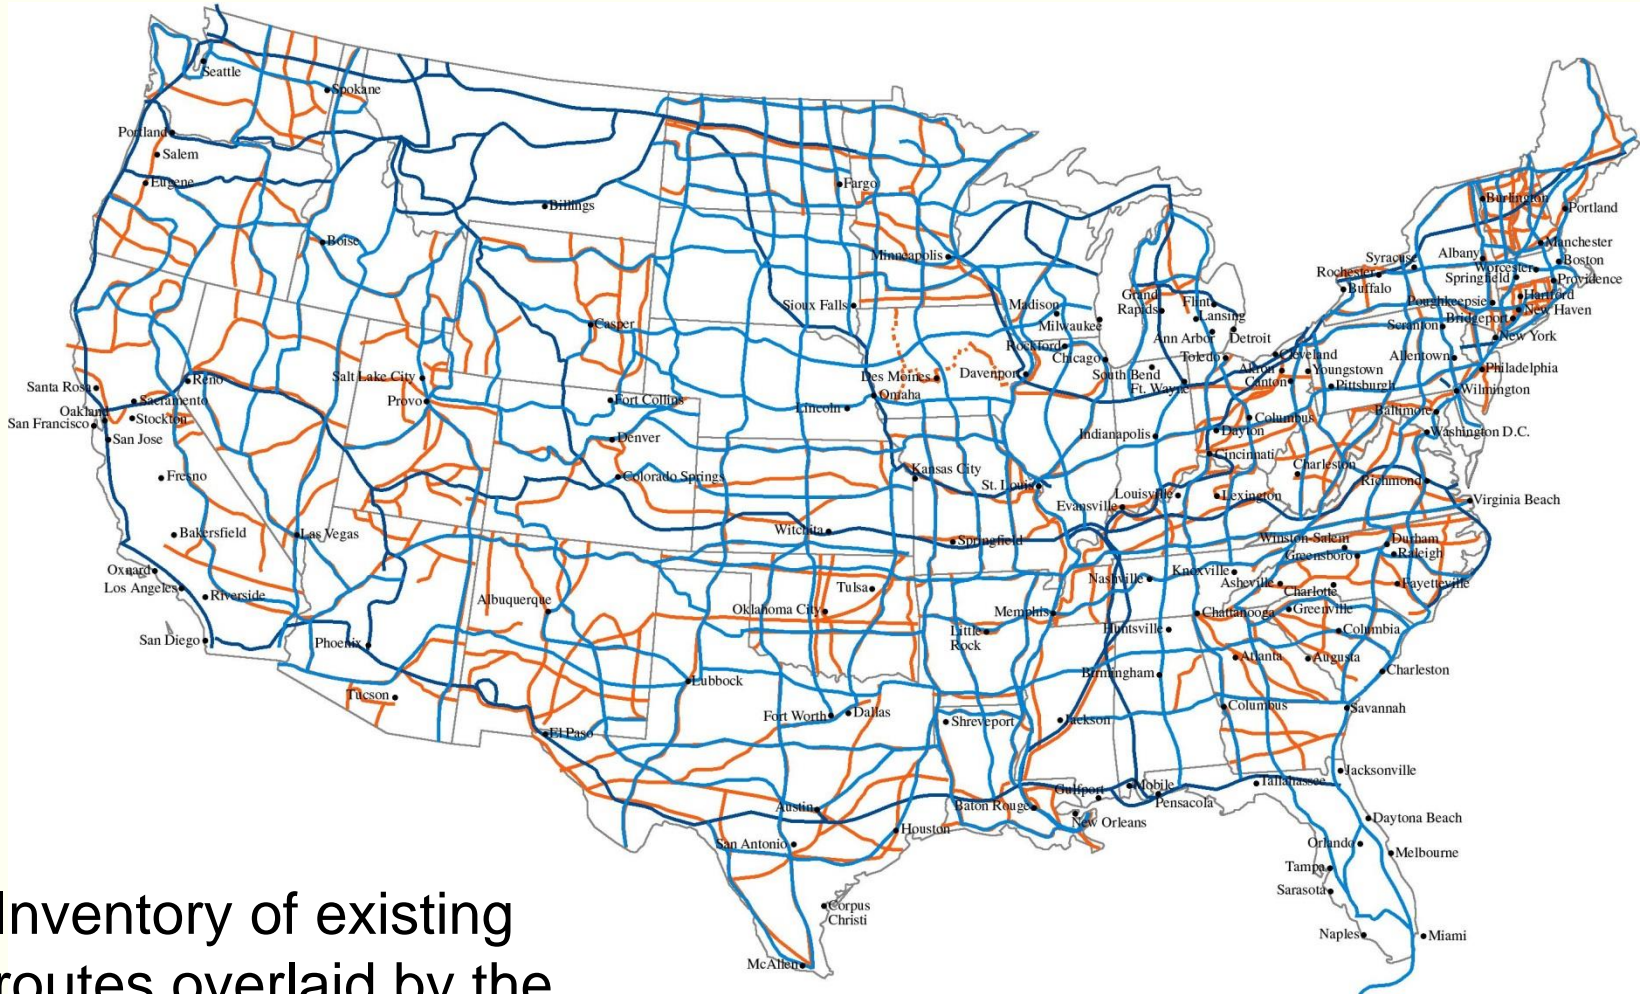 Seattle
Spokane
Portland
Salem
Eugene
Billings
Boise
Fargo
Minneapolis
Sioux Falls
Casper
Burlington
Portland
Manchester
Boston
Albany
Worcester
Springfield
Providence
Syracuse
Rochester
Buffalo
Hartford
New Haven
Poughkeepsie
Bridgeport
New York
Scranton
Madison
Milwaukee
Grand
Rapids
Flint
Lansing
Ann Arbor
Detroit
Rockford
Chicago
Toledo
Cleveland
Akron
Youngstown
Canton
Pittsburgh
Allentown
Philadelphia
Wilmington
South Bend
Ft. Wayne
Davenport
Des Moines
Omaha
Lincoln
Salt Lake City
Provo
Fort Collins
Denver
Colorado Springs
Reno
Santa Rosa
Sacramento
Oakland
Stockton
San Francisco
San Jose
Fresno
Bakersfield
Las Vegas
Oxnard
Los Angeles
Riverside
San Diego
Phoenix
Tucson
Albuquerque
El Paso
Lubbock
Kansas City
St. Louis
Witchita
Springfield
Tulsa
Oklahoma City
Little
Rock
Memphis
Indianapolis
Dayton
Columbus
Cincinnati
Charleston
Baltimore
Washington D.C.
Richmond
Virginia Beach
Evansville
Louisville
Lexington
Winston-Salem
Greensboro
Durham
Raleigh
Nashville
Knoxville
Asheville
Charlotte
Fayetteville
Chattanooga
Greenville
Huntsville
Columbia
Birmingham
Atlanta
Augusta
Charleston
Fort Worth
Dallas
Shreveport
Jackson
Columbus
Savannah
Jacksonville
Tallahassee
Gulfport
Mobile
Pensacola
Baton Rouge
New Orleans
Austin
Houston
San Antonio
Corpus
Christi
McAllen
Daytona Beach
Orlando
Melbourne
Tampa
Sarasota
Naples
Miami
Inventory of existing
routes overlaid by the